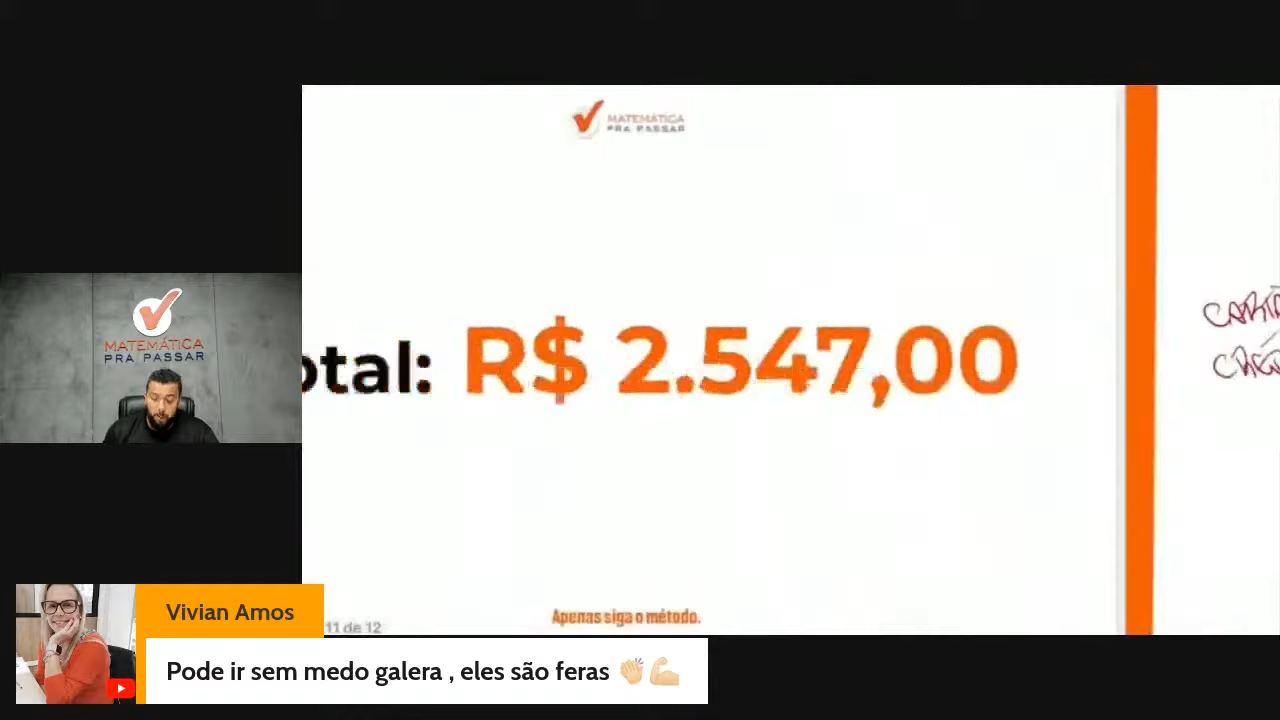 MATEMÁTICA
PRA PASSAR
otal: R$ 2.547,00
MATEMÁTICA
PRA PASSAR
Vivian Amos
11 de 12
Apenas siga o método.
Pode ir sem medo galera , eles são feras 👏🏼💪🏼